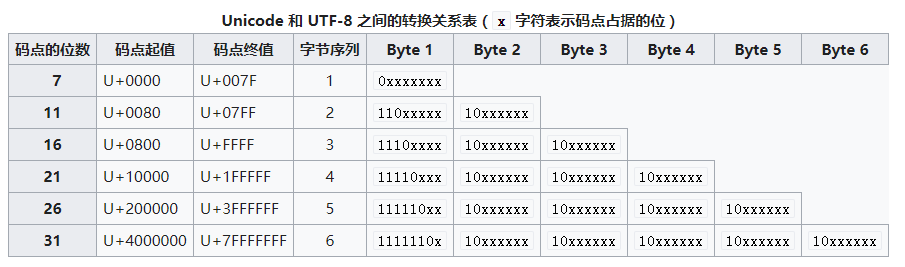 Unicode 和 UTF-8 之间的转换关系表（ x 字符表示码点占据的位）
码点的位数 码点起值 码点终值 字节序列 Byte 1 Byte 2 Byte 3 Byte 4 Byte 5 Byte 6
7 U+0000 U+007F 1 0xxxxxxx
11 U+0080 U+07FF 2 110xxxxx 10xxxxxx
16 U+0800 U+FFFF 3 1110xxxx 10xxxxxx 10xxxxxx
21 U+10000 U+1FFFFF 4 11110xxx 10xxxxxx 10xxxxxx 10xxxxxx
26 U+200000 U+3FFFFFF 5 111110xx 10xxxxxx 10xxxxxx 10xxxxxx 10xxxxxx
31 U+4000000 U+7FFFFFFF 6 1111110x 10xxxxxx 10xxxxxx 10xxxxxx 10xxxxxx 10xxxxxx